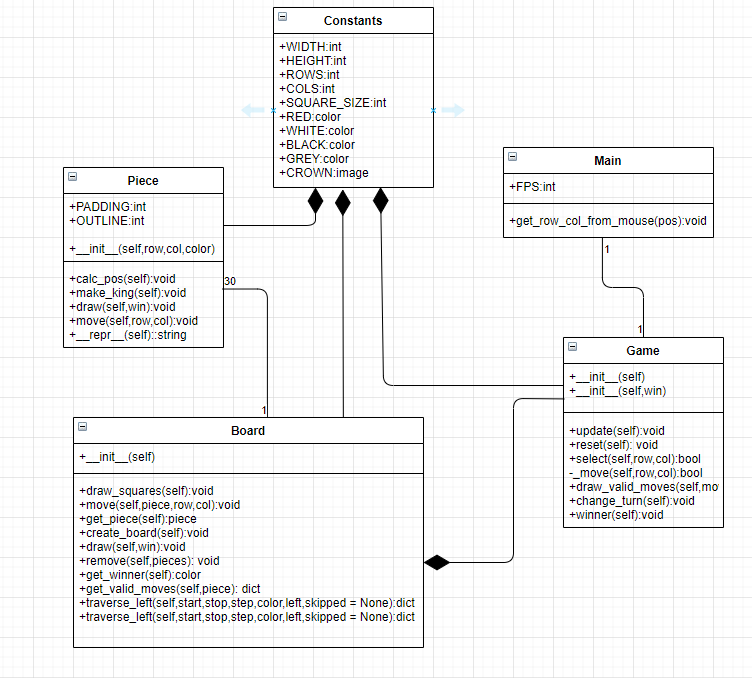 Constants
+WIDTH:int
+HEIGHT:int
+ROWS:int
+COLS:int
+SQUARE_SIZE:int
+RED:color
+WHITE:color
+BLACK:color
+GREY:color
+CROWN:image
Main
+FPS:int
+get_row_col_from_mouse(pos):void
Piece
+PADDING:int
+OUTLINE:int
+__init__(self,row,col,color)
+calc_pos(self):void
+make_king(self):void
+draw(self,win):void
+move(self,row,col):void
+__repr__(self)::string
30
1
1
1
Game
+__init__(self)
+__init__(self,win)
+update(self):void
+reset(self): void
+select(self,row,col):bool
-_move(self,row,col):bool
+draw_valid_moves(self,mo
+change_turn(self):void
+winner(self):void
Board
+__init__(self)
+draw_squares(self):void
+move(self,piece,row,col):void
+get_piece(self):piece
+create_board(self):void
+draw(self,win):void
+remove(self,pieces): void
+get_winner(self):color
+get_valid_moves(self,piece): dict
+traverse_left(self,start,stop,step,color,left,skipped = None):dict
+traverse_left(self,start,stop,step,color,left,skipped = None):dict